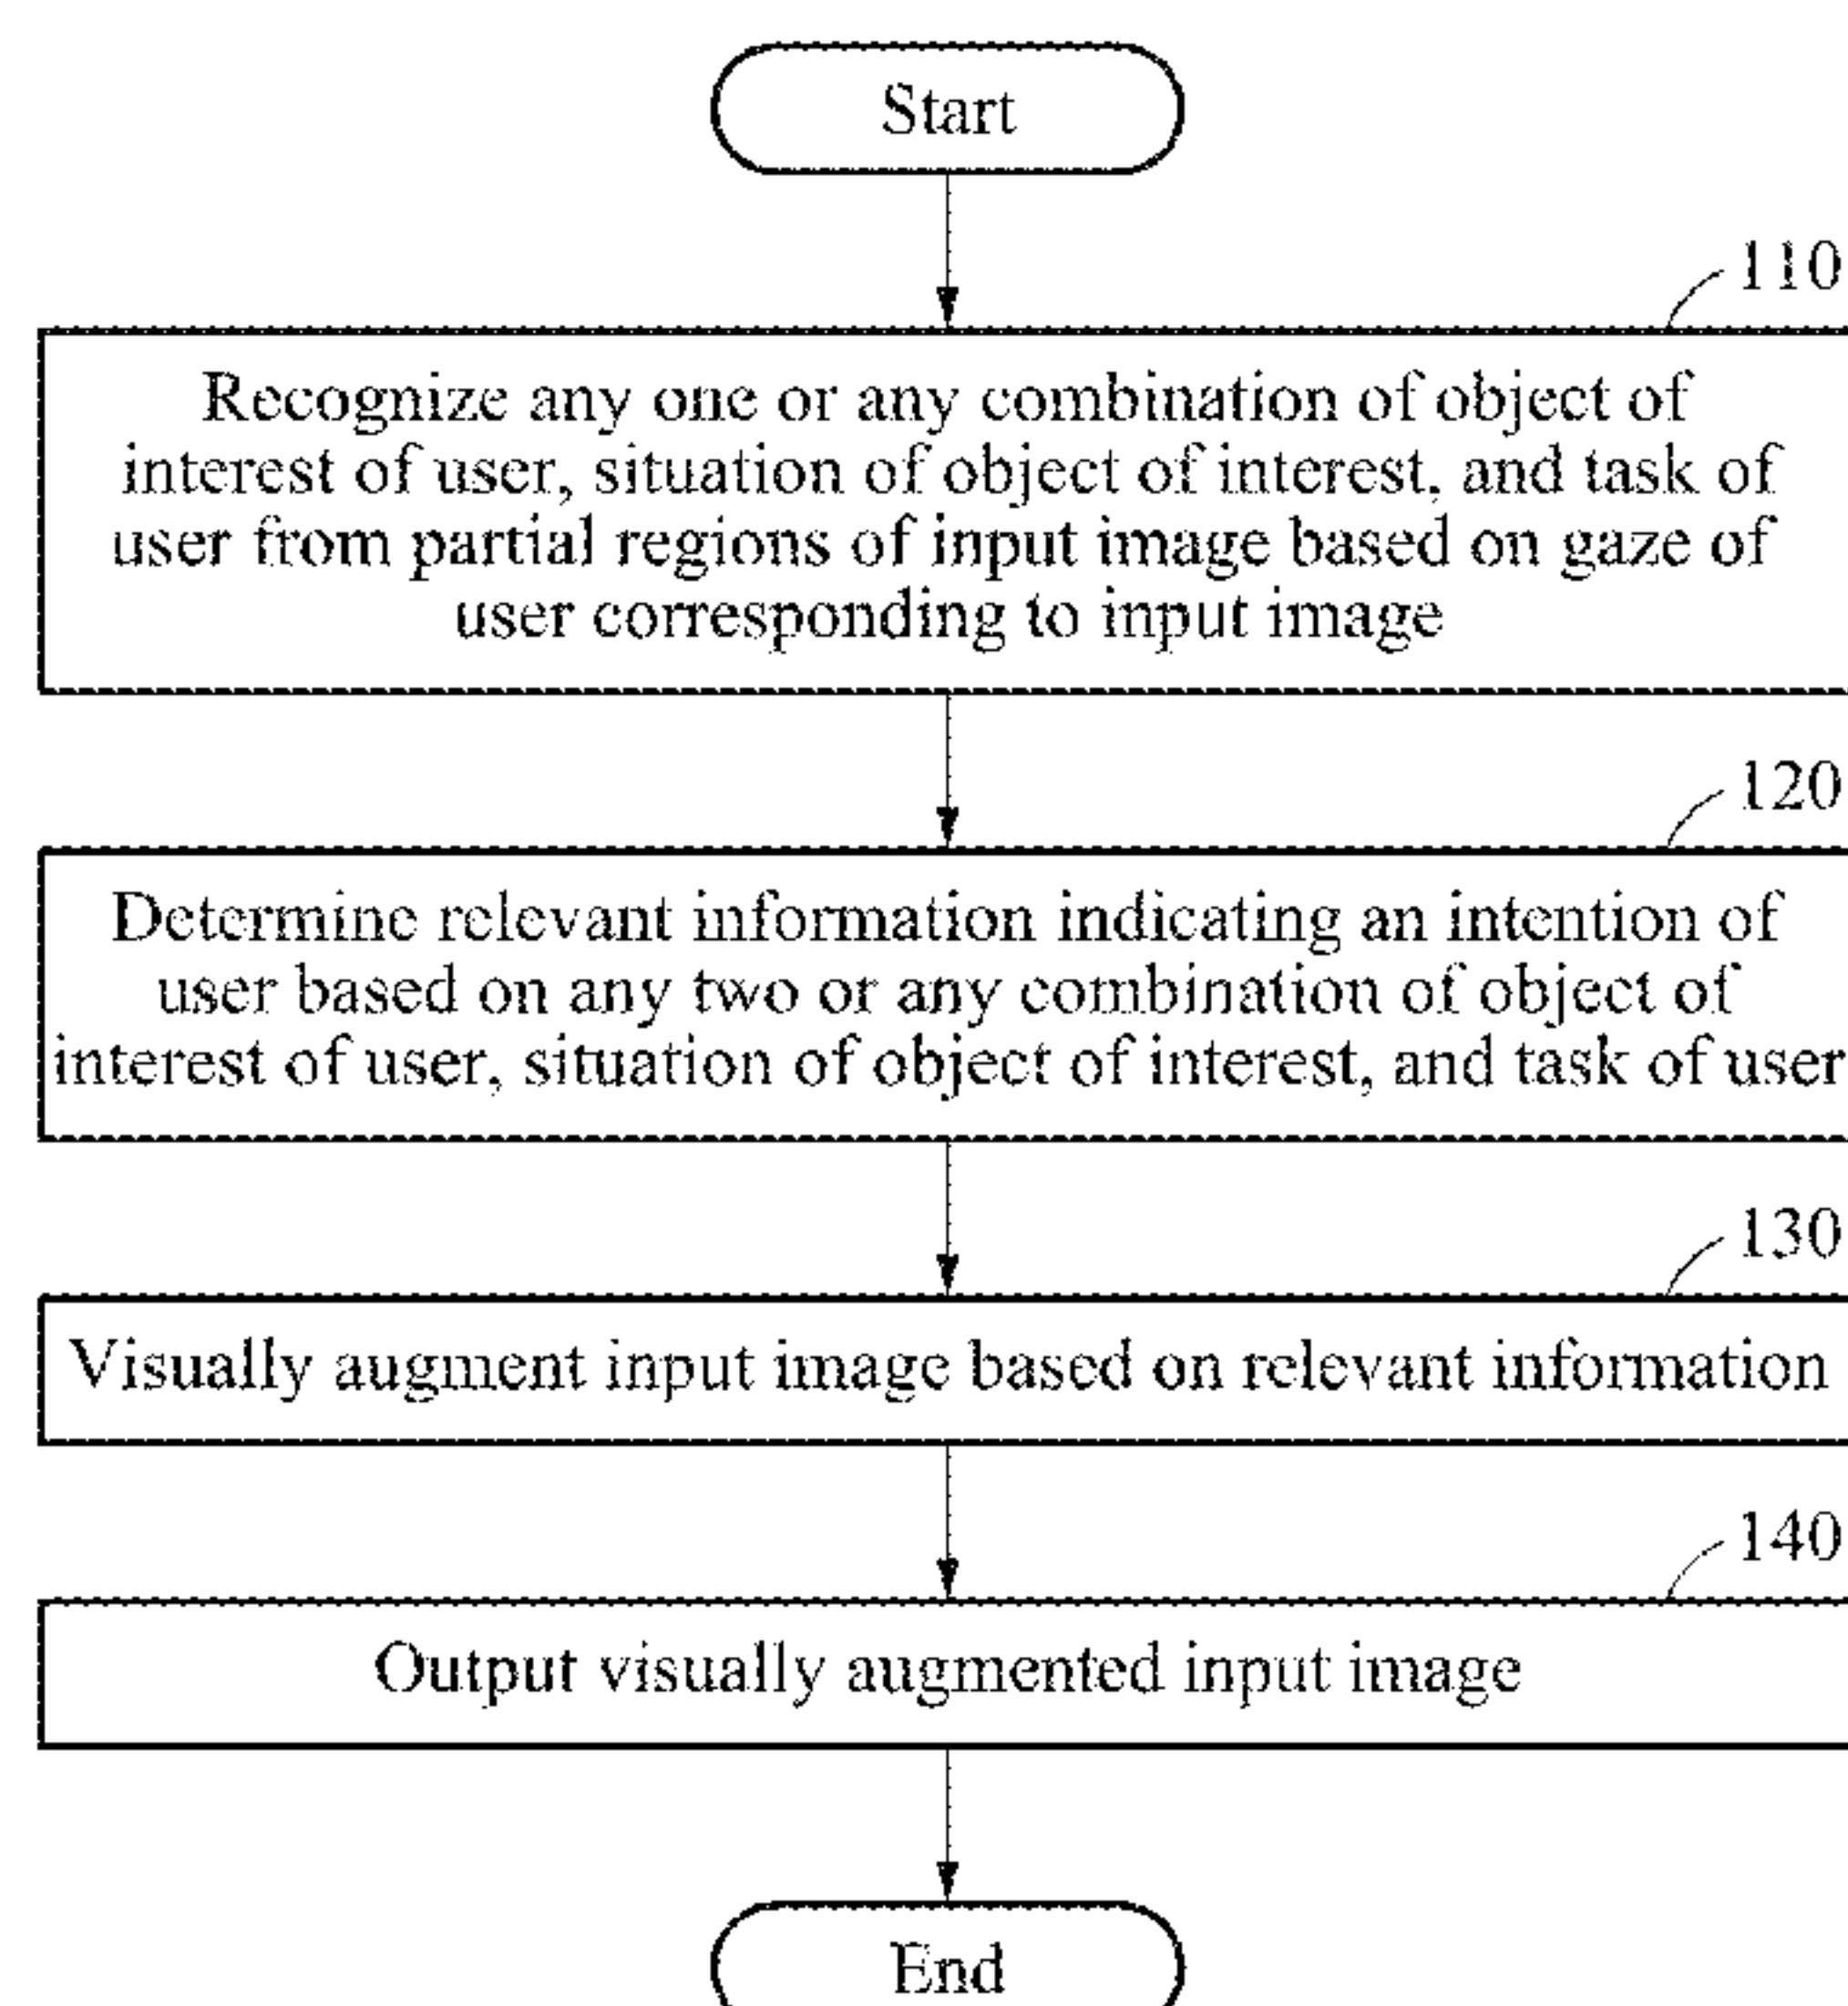 Start
110
Recognize any one or any combination of object of
interest of user, situation of object of interest, and task of
user from partial regions of input image based on gaze of
user corresponding to input image
120
Determine relevant information indicating an intention of
user based on any two or any combination of object of
interest of user, situation of object of interest, and task of user
130
Visually augment input image based on relevant information
140
Output visually augmented input image
End